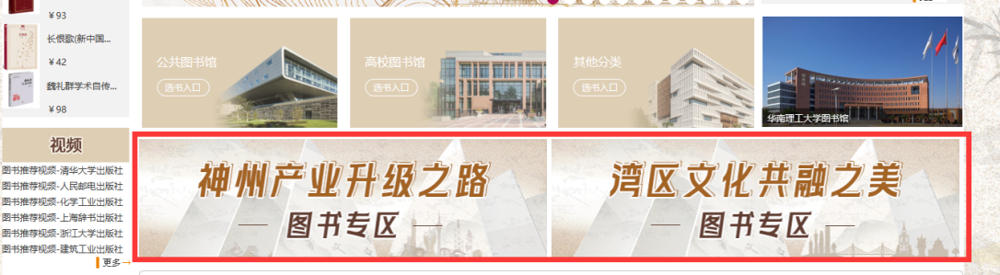 ￥93
长恨歌(新中国...
￥42
魏礼群学术自传...
￥98
视频
图书推荐视频-清华大学出版社
图书推荐视频-人民邮电出版社
图书推荐视频-化学工业出版社
图书推荐视频-上海辞书出版社
图书推荐视频-浙江大学出版社
图书推荐视频-建筑工业出版社
更多→
公共图书馆
选书入口
高校图书馆
选书入口
其他分类
选书入口
华南理工大学图书馆
神州产业升级之路
图书专区
湾区文化共融之美
图书专区